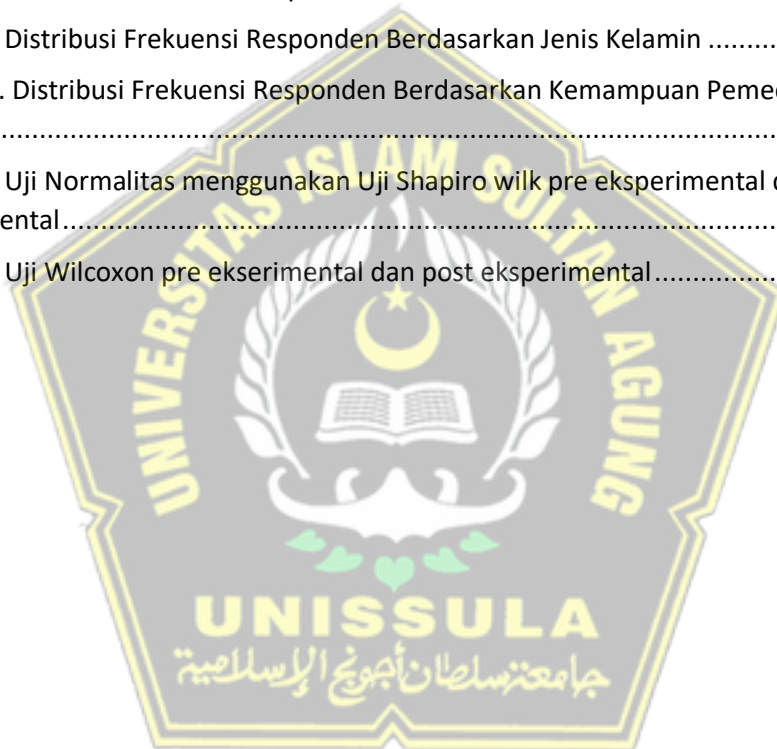 Distribusi Frekuensi Responden Berdasarkan Jenis Kelamin ..........
. Distribusi Frekuensi Responden Berdasarkan Kemampuan
..........................................................................................
Uji Normalitas menggunakan Uji Shapiro wilk pre eksperimental
ental..........................................................................................
Uji Wilcoxon pre ekserimental dan post eksperimental................
UNIVERSITAS ISLAM SULTAN AGUNG
UNISSULA
جامعة سلطان أجونج الإسلامية